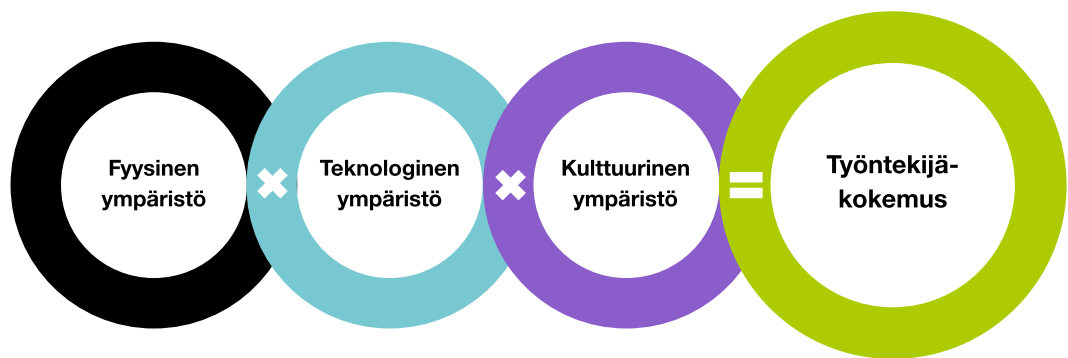 Fyysinen
ympäristö
×
Teknologinen
ympäristö
×
Kulttuurinen
ympäristö
=
Työntekijä-
kokemus